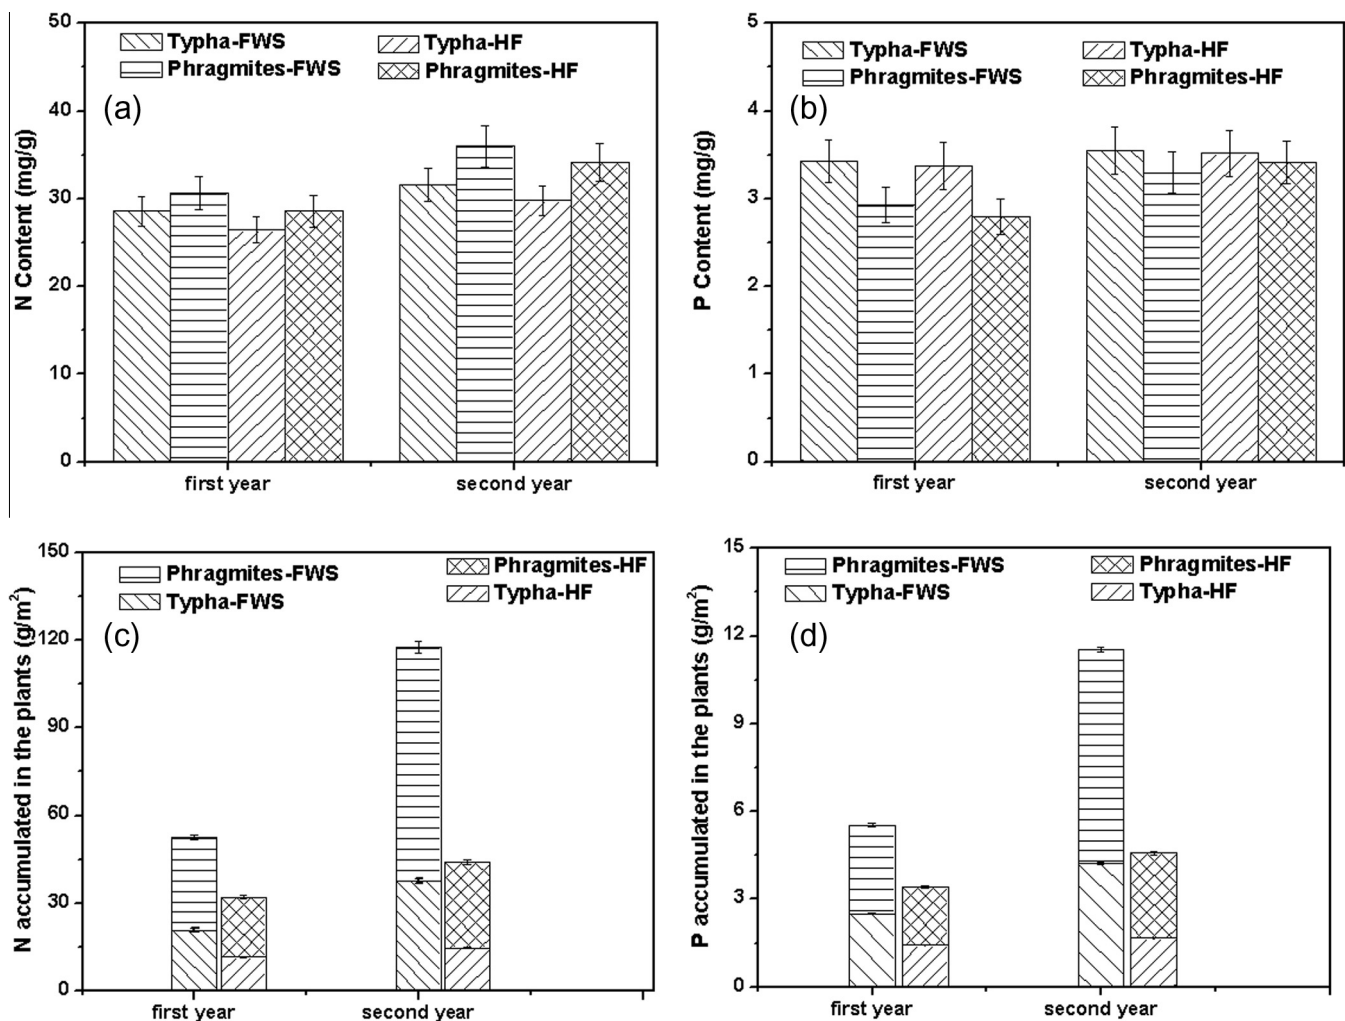 50
40
30
20
10
0
N Content (mg/g)
Typha-FWS
Typha-HF
Phragmites-FWS
Phragmites-HF
(a)
first year
second year
5
4
3
2
1
0
P Content (mg/g)
Typha-FWS
Typha-HF
Phragmites-FWS
Phragmites-HF
(b)
first year
second year
150
120
90
60
30
0
N accumulated in the plants (g/m²)
Phragmites-FWS
Phragmites-HF
Typha-FWS
Typha-HF
(c)
first year
second year
15
12
9
6
3
0
P accumulated in the plants (g/m²)
Phragmites-FWS
Phragmites-HF
Typha-FWS
Typha-HF
(d)
first year
second year